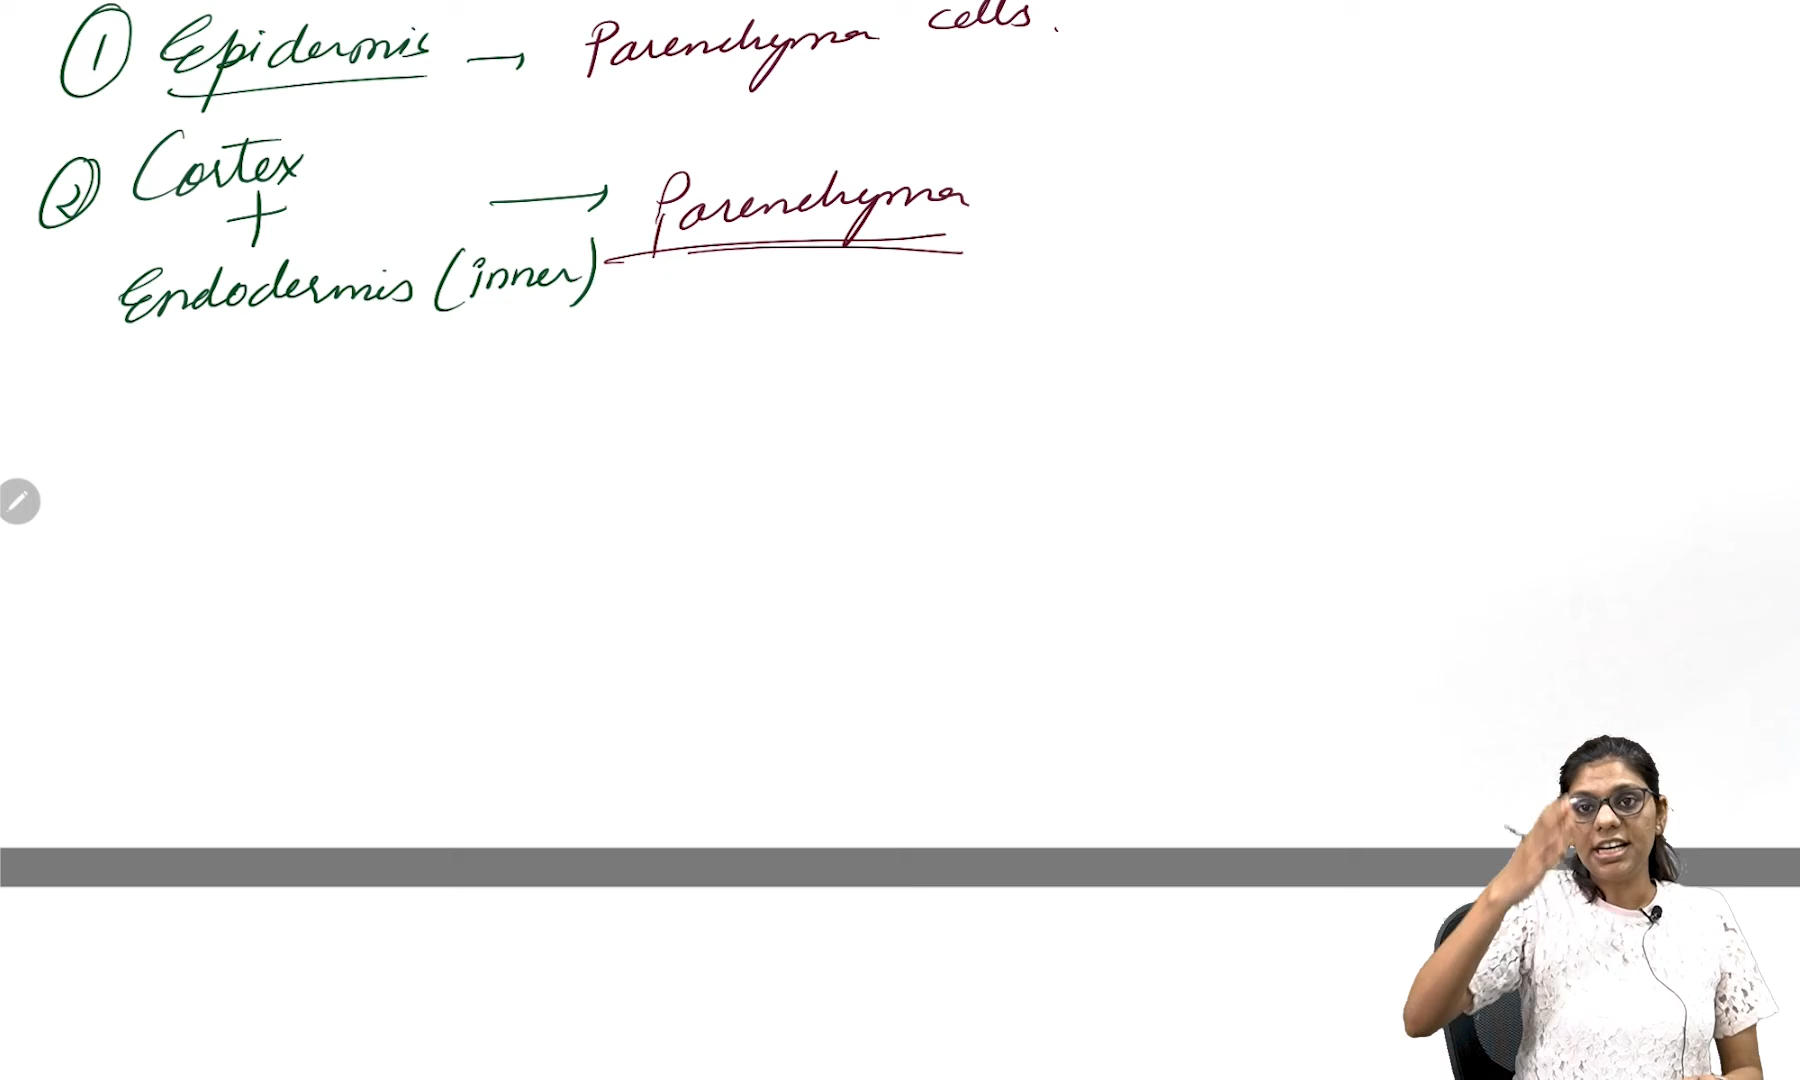 ① Epidermis → Parenchyma cells.
② Cortex
+
→ Parenchyma
Endodermis (inner)